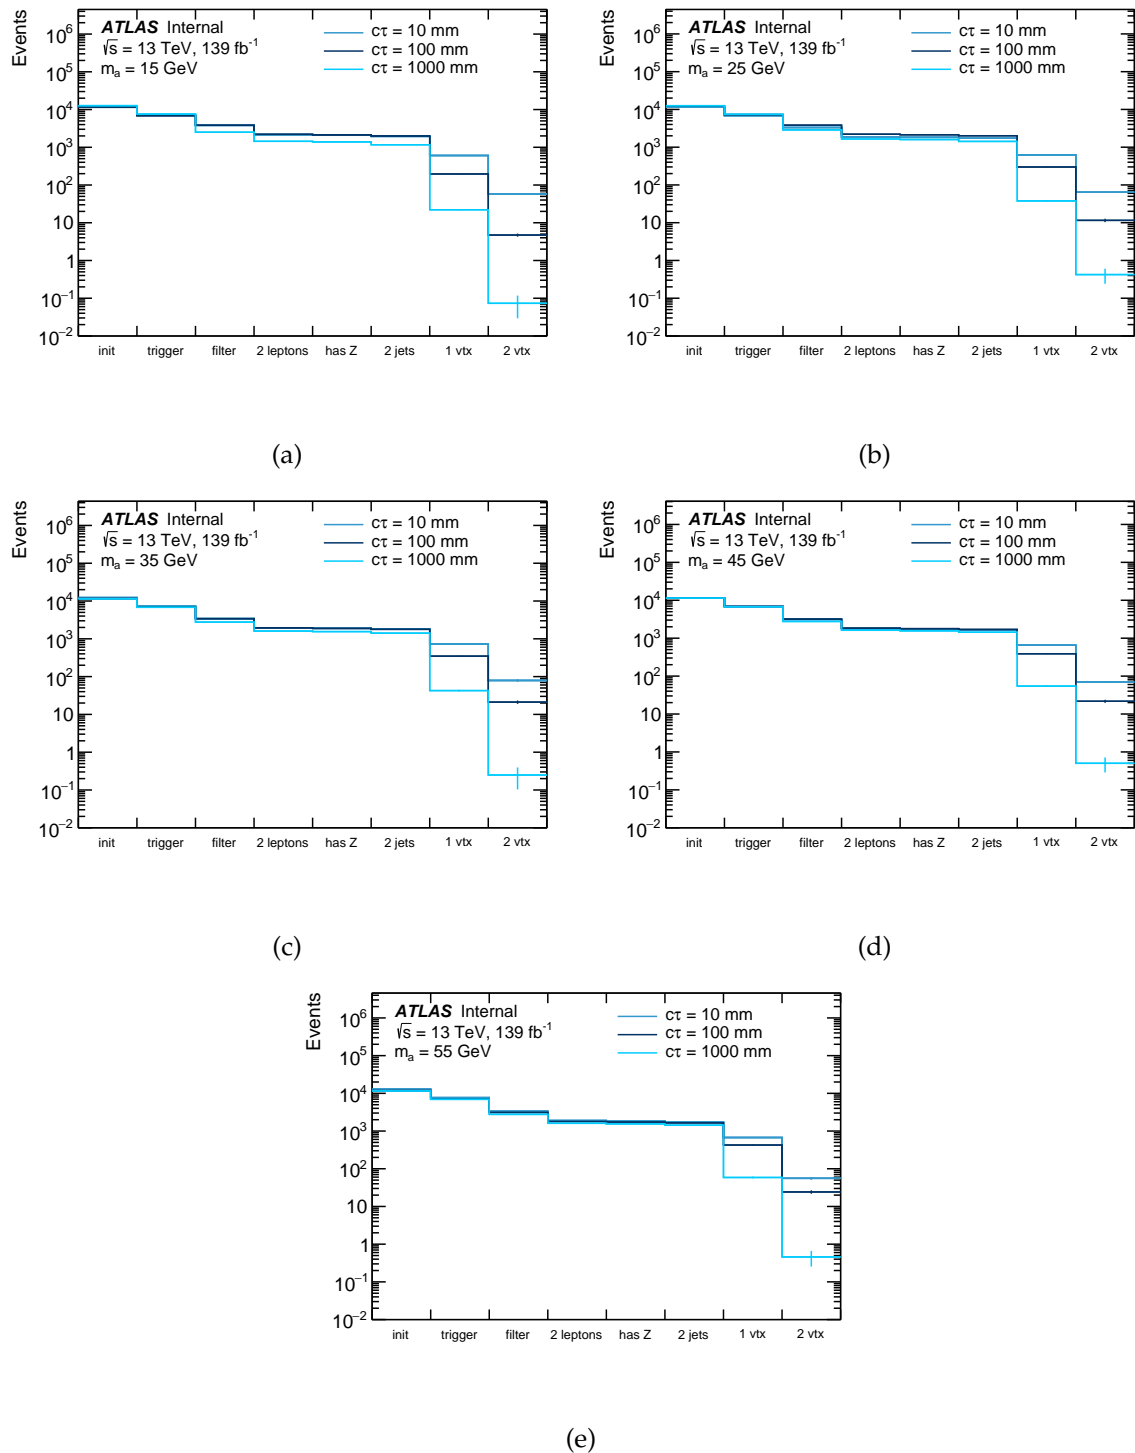 Events
ATLAS Internal
√s = 13 TeV, 139 fb⁻¹
mₐ = 15 GeV
cτ = 10 mm
cτ = 100 mm
cτ = 1000 mm
10⁶
10⁵
10⁴
10³
10²
10
1
10⁻¹
10⁻²
init trigger filter 2 leptons has Z 2 jets 1 vtx 2 vtx
(a)
Events
ATLAS Internal
√s = 13 TeV, 139 fb⁻¹
mₐ = 25 GeV
cτ = 10 mm
cτ = 100 mm
cτ = 1000 mm
10⁶
10⁵
10⁴
10³
10²
10
1
10⁻¹
10⁻²
init trigger filter 2 leptons has Z 2 jets 1 vtx 2 vtx
(b)
Events
ATLAS Internal
√s = 13 TeV, 139 fb⁻¹
mₐ = 35 GeV
cτ = 10 mm
cτ = 100 mm
cτ = 1000 mm
10⁶
10⁵
10⁴
10³
10²
10
1
10⁻¹
10⁻²
init trigger filter 2 leptons has Z 2 jets 1 vtx 2 vtx
(c)
Events
ATLAS Internal
√s = 13 TeV, 139 fb⁻¹
mₐ = 45 GeV
cτ = 10 mm
cτ = 100 mm
cτ = 1000 mm
10⁶
10⁵
10⁴
10³
10²
10
1
10⁻¹
10⁻²
init trigger filter 2 leptons has Z 2 jets 1 vtx 2 vtx
(d)
Events
ATLAS Internal
√s = 13 TeV, 139 fb⁻¹
mₐ = 55 GeV
cτ = 10 mm
cτ = 100 mm
cτ = 1000 mm
10⁶
10⁵
10⁴
10³
10²
10
1
10⁻¹
10⁻²
init trigger filter 2 leptons has Z 2 jets 1 vtx 2 vtx
(e)